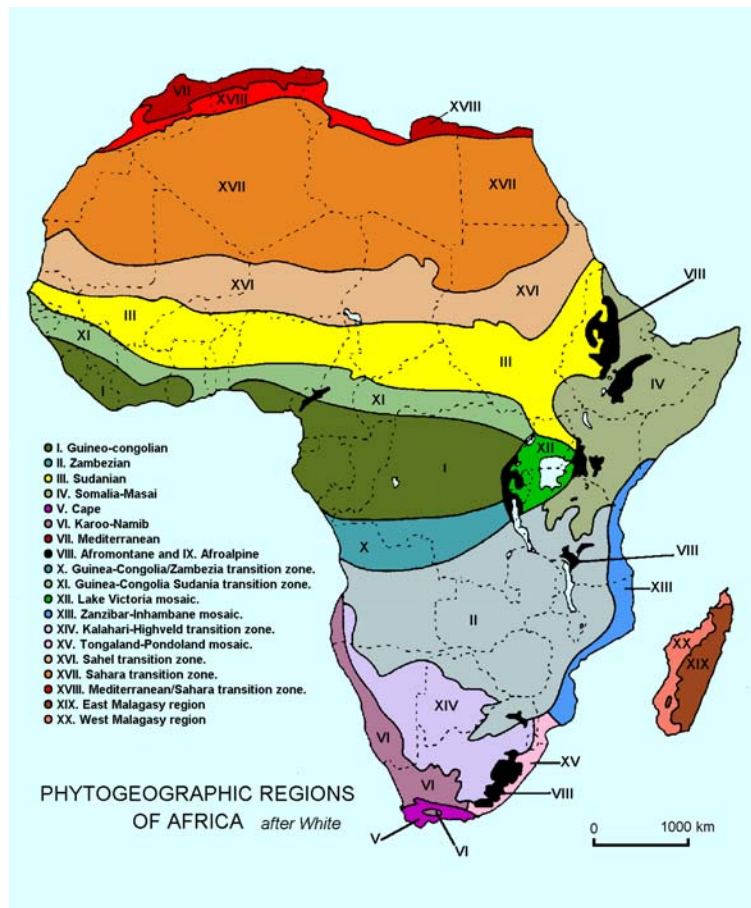 VII
XVIII
XVIII
XVII
XVII
XVI
XVI
VIII
III
III
XI
IV
I
XI
XII
I
X
VIII
XIII
II
XX
XIX
XIV
VI
XV
VI
VIII
V
VI
I. Guineo-congolian
II. Zambezian
III. Sudanian
IV. Somalia-Masai
V. Cape
VI. Karoo-Namib
VII. Mediterranean
VIII. Afromontane and IX. Afroalpine
X. Guinea-Congolia/Zambezia transition zone.
XI. Guinea-Congolia Sudania transition zone.
XII. Lake Victoria mosaic.
XIII. Zanzibar-Inhambane mosaic.
XIV. Kalahari-Highveld transition zone.
XV. Tongaland-Pondoland mosaic.
XVI. Sahel transition zone.
XVII. Sahara transition zone.
XVIII. Mediterranean/Sahara transition zone.
XIX. East Malagasy region
XX. West Malagasy region
PHYTOGEOGRAPHIC REGIONS
OF AFRICA after White
0 1000 km